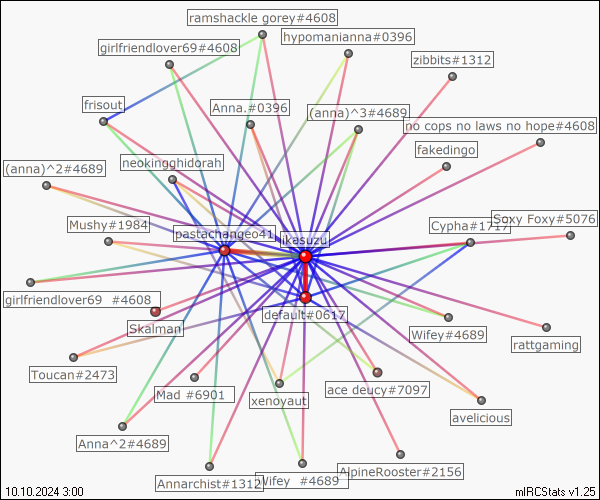 ramshackle gorey#4608
hypomanianna#0396
girlfriendlover69#4608
zibbits#1312
frisout
Anna.#0396
(anna)^3#4689
no cops no laws no hope#4608
neokingghidorah
fakedingo
(anna)^2#4689
Mushy#1984
pastachangeo41
ikasuzu
Cypha#1717
Soxy Foxy#5076
girlfriendlover69 #4608
Skalman
default#0617
Wifey#4689
rattgaming
Toucan#2473
Mad #6901
xenoyaut
ace deucy#7097
avelicious
Anna^2#4689
Annarchist#1312
Wifey #4689
AlpineRooster#2156
10.10.2024 3:00
mIRCStats v1.25